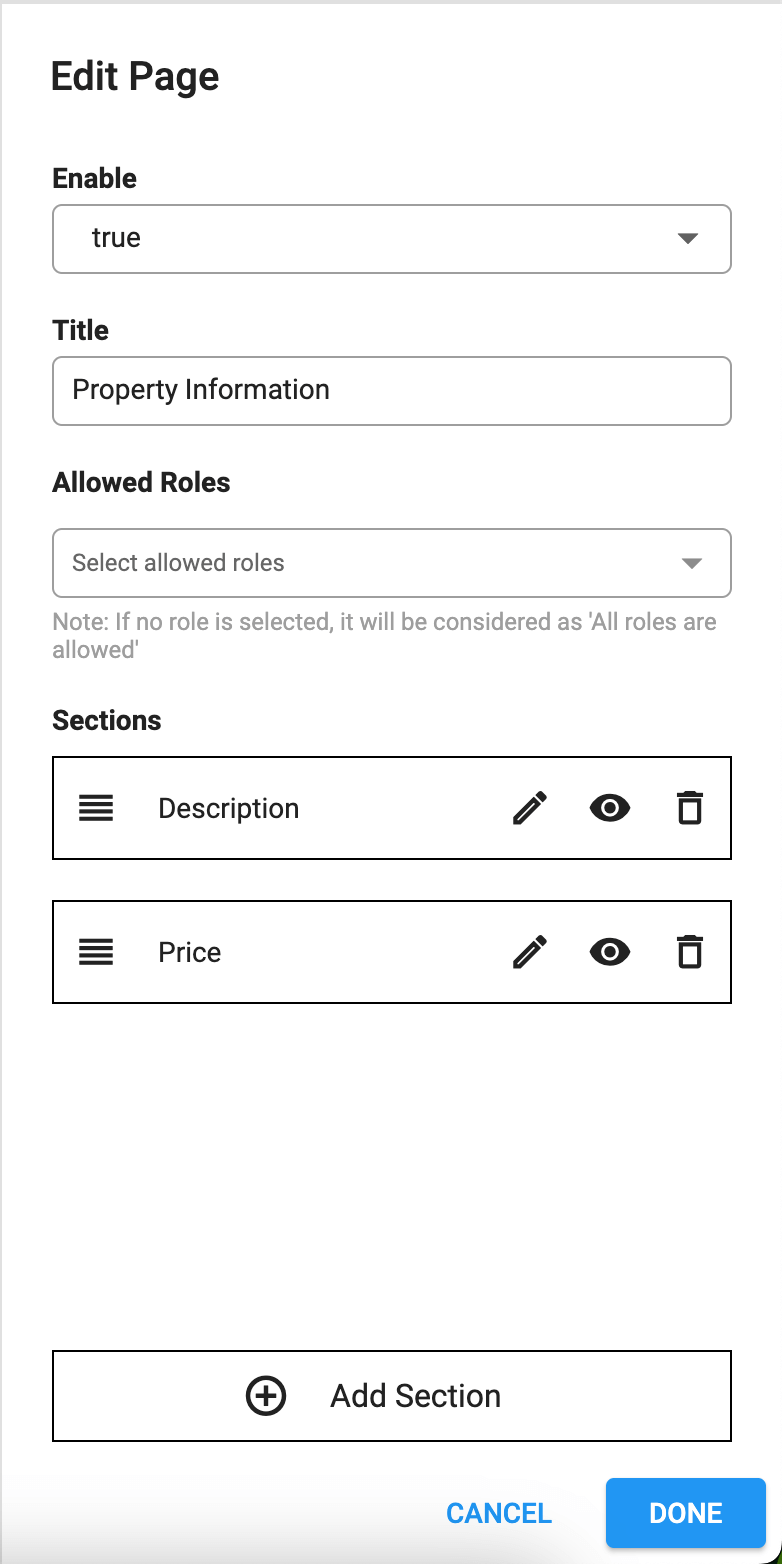 Edit Page
Enable
true
Title
Property Information
Allowed Roles
Select allowed roles
Note: If no role is selected, it will be considered as 'All roles are
allowed'
Sections
Description
Price
Add Section
CANCEL
DONE